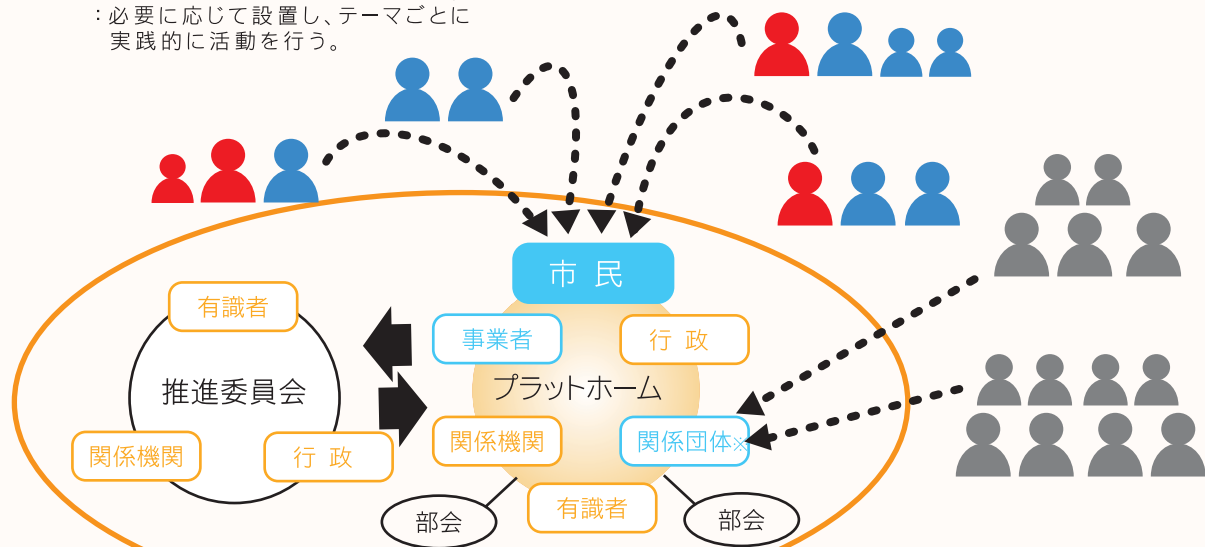 ：必要に応じて設置し、テーマごとに
実践的に活動を行う。
市 民
有識者
事業者
行 政
推進委員会
プラットホーム
関係機関
行 政
関係機関
関係団体※
有識者
部会
部会